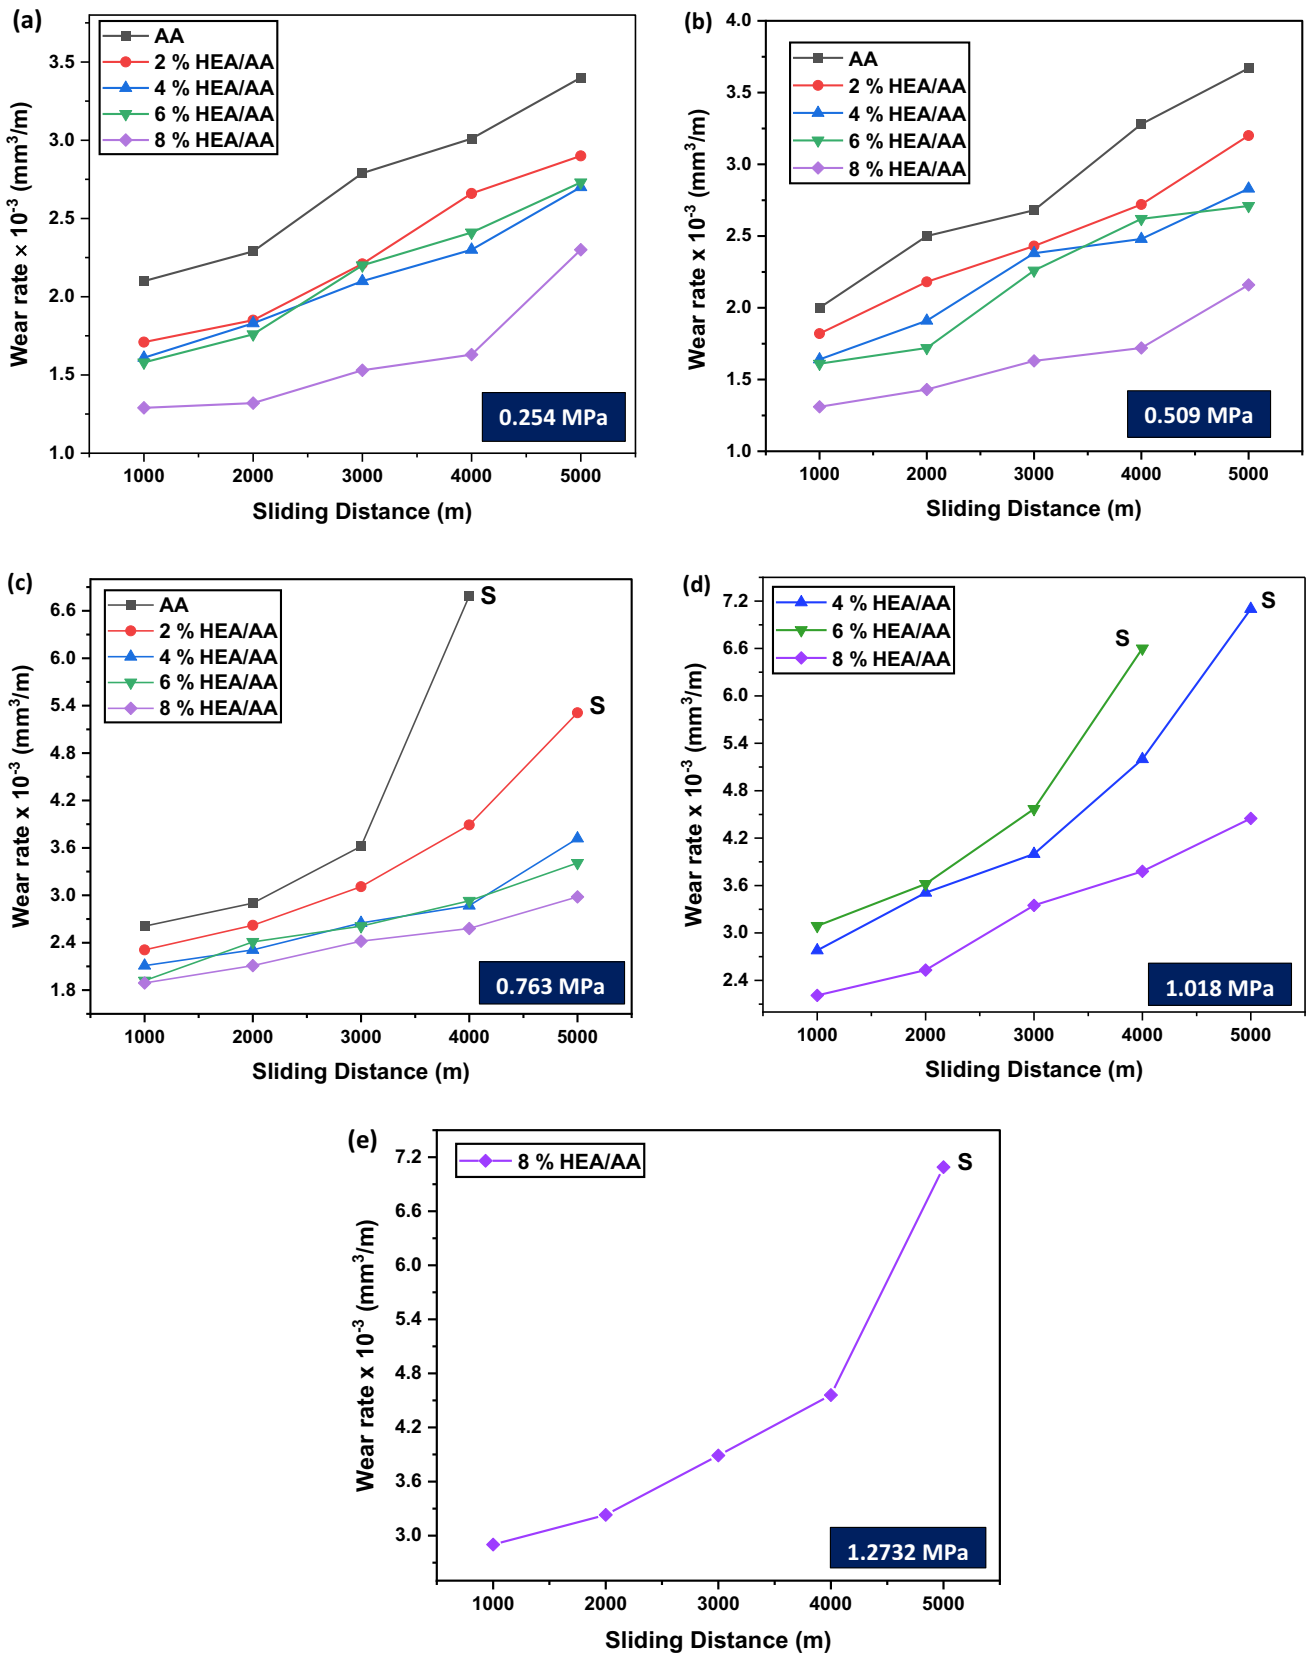 (a)
AA
2 % HEA/AA
4 % HEA/AA
6 % HEA/AA
8 % HEA/AA
3.5
3.0
2.5
2.0
1.5
1.0
Wear rate × 10⁻³ (mm³/m)
0.254 MPa
1000 2000 3000 4000 5000
Sliding Distance (m)
(b)
AA
2 % HEA/AA
4 % HEA/AA
6 % HEA/AA
8 % HEA/AA
4.0
3.5
3.0
2.5
2.0
1.5
1.0
Wear rate x 10⁻³ (mm³/m)
0.509 MPa
1000 2000 3000 4000 5000
Sliding Distance (m)
(c)
AA
2 % HEA/AA
4 % HEA/AA
6 % HEA/AA
8 % HEA/AA
S
S
6.6
6.0
5.4
4.8
4.2
3.6
3.0
2.4
1.8
Wear rate x 10⁻³ (mm³/m)
0.763 MPa
1000 2000 3000 4000 5000
Sliding Distance (m)
(d)
4 % HEA/AA
6 % HEA/AA
8 % HEA/AA
S
S
7.2
6.6
6.0
5.4
4.8
4.2
3.6
3.0
2.4
Wear rate x 10⁻³ (mm³/m)
1.018 MPa
1000 2000 3000 4000 5000
Sliding Distance (m)
(e)
8 % HEA/AA
S
7.2
6.6
6.0
5.4
4.8
4.2
3.6
3.0
Wear rate x 10⁻³ (mm³/m)
1.2732 MPa
1000 2000 3000 4000 5000
Sliding Distance (m)